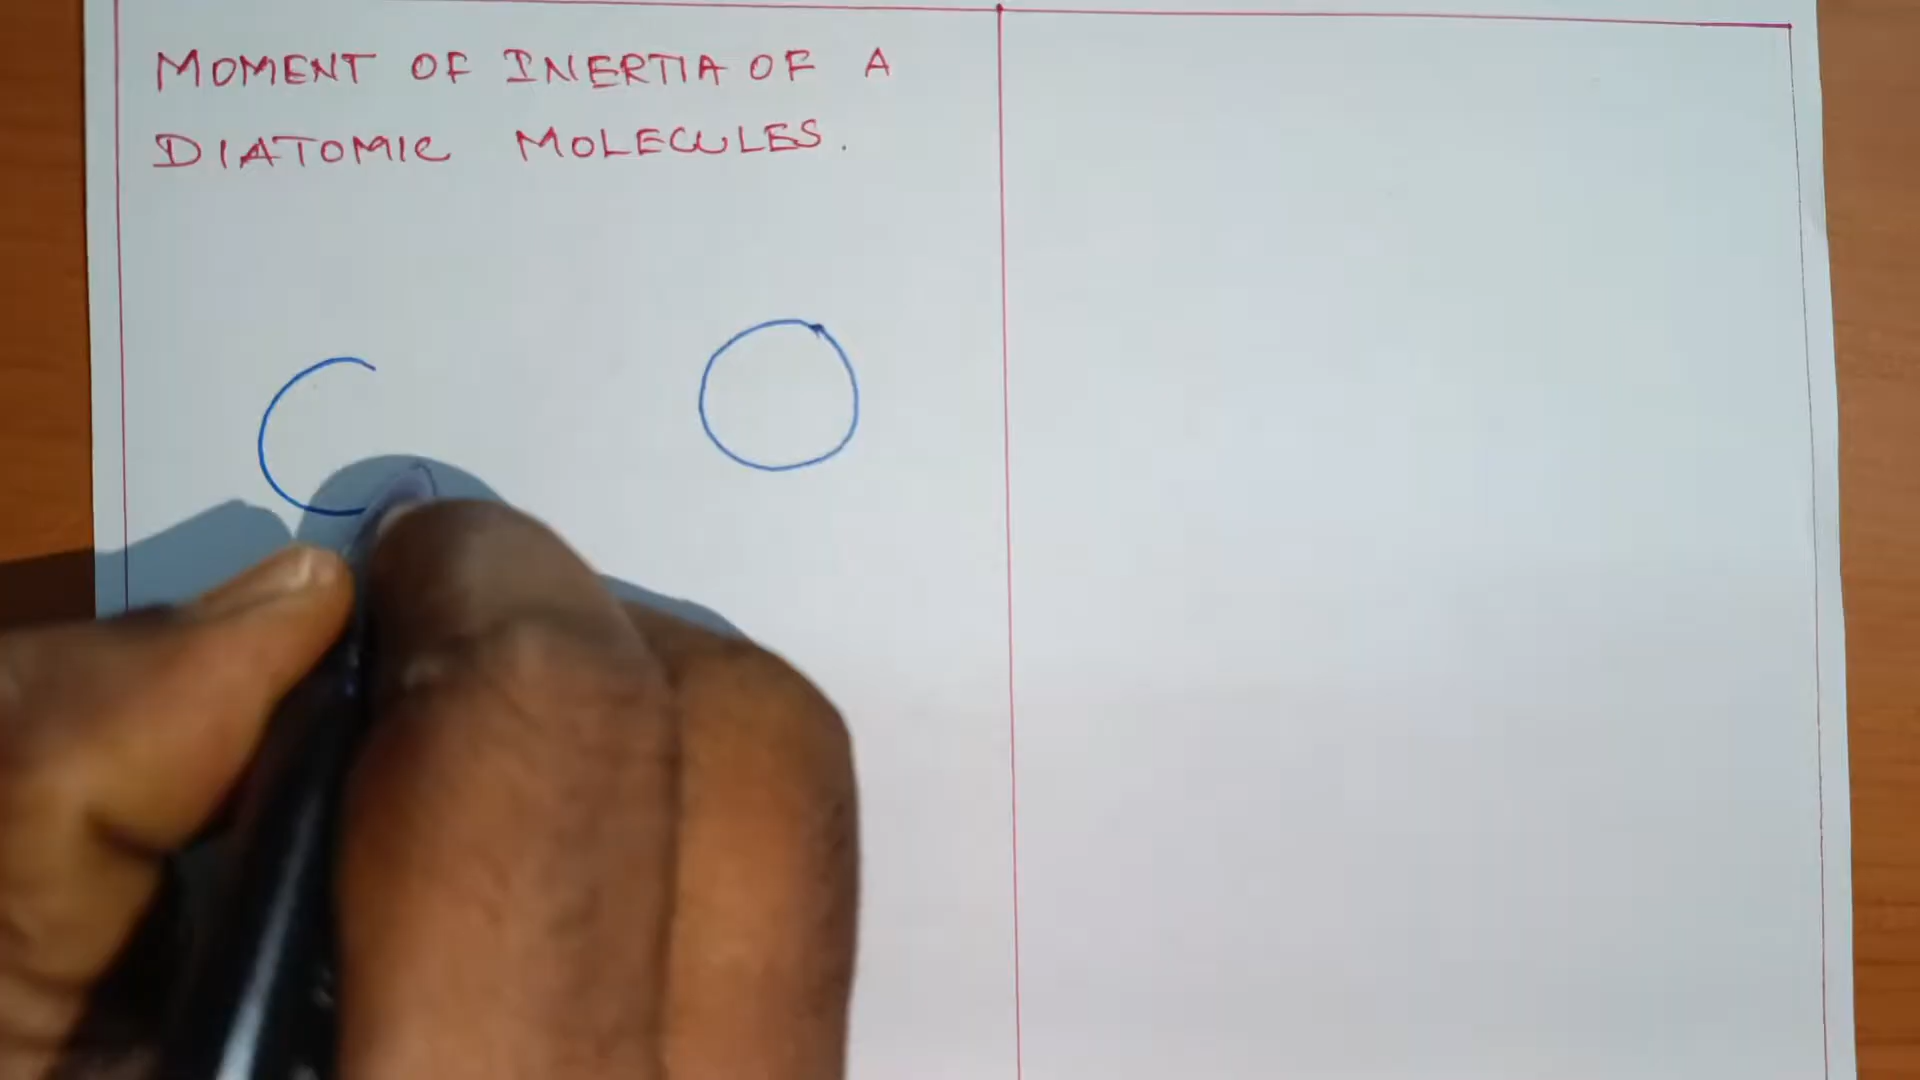 MOMENT OF INERTIA OF A
DIATOMIC MOLECULES.